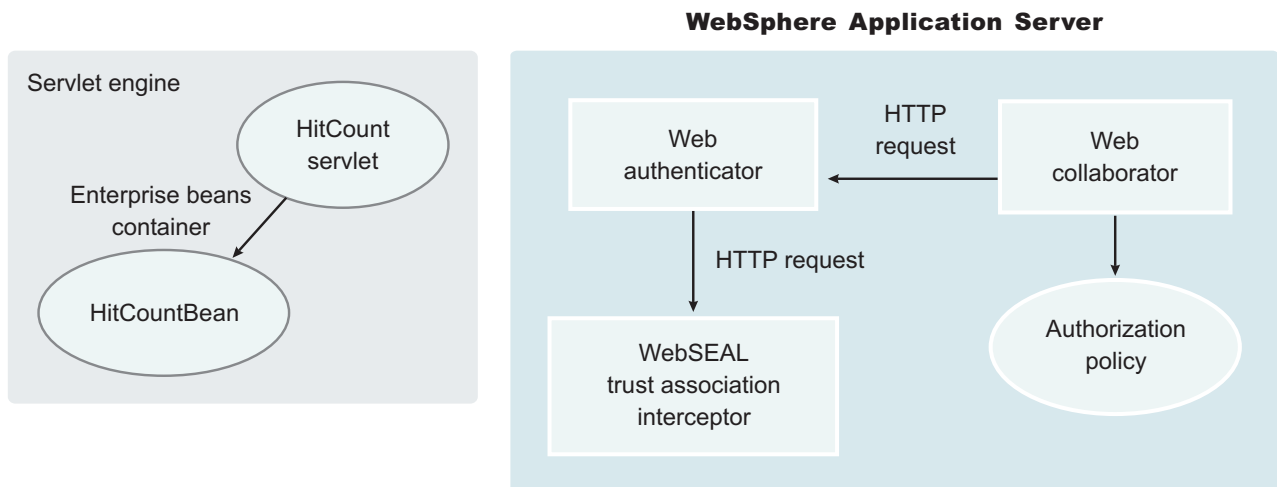 WebSphere Application Server
Servlet engine
HitCount
servlet
Enterprise beans
container
HitCountBean
Web
authenticator
HTTP
request
Web
collaborator
HTTP request
WebSEAL
trust association
interceptor
Authorization
policy